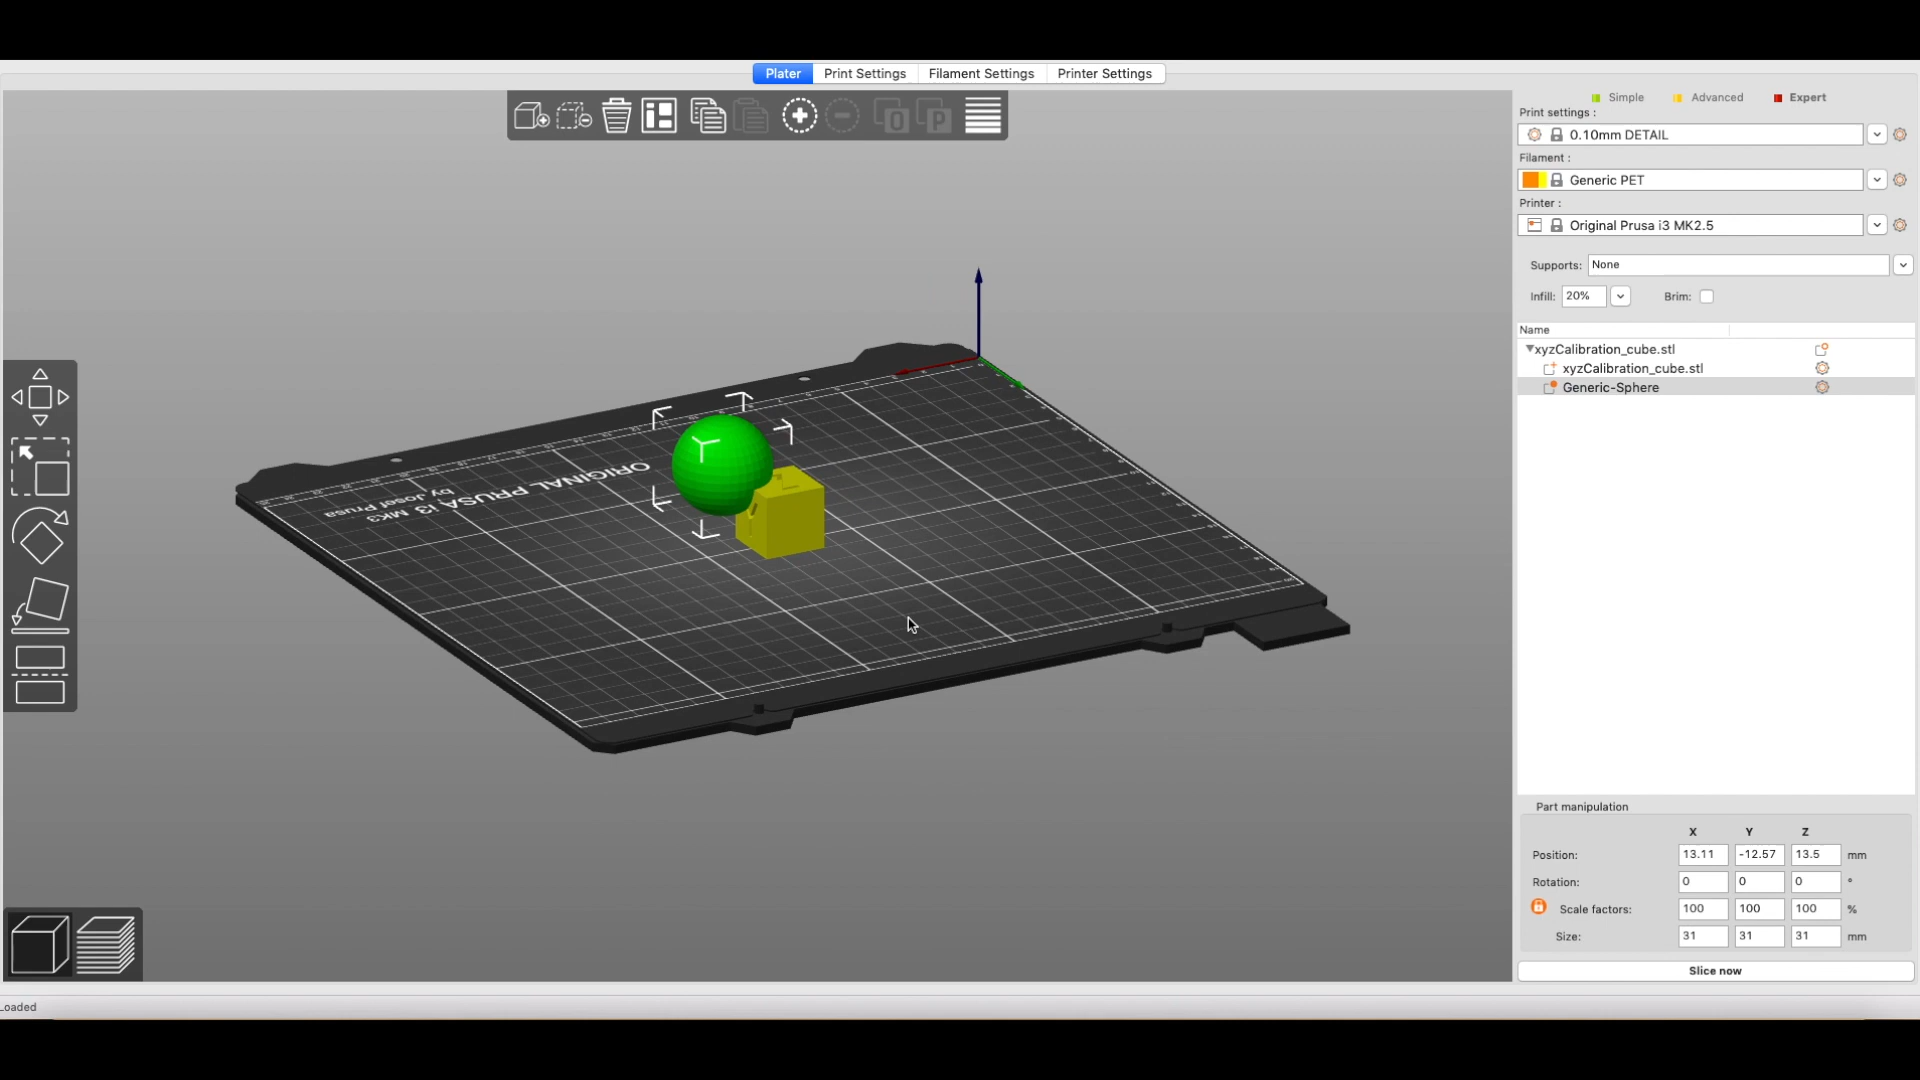 Plater Print Settings Filament Settings Printer Settings
Simple Advanced Expert
Print settings :
0.10mm DETAIL
Filament :
Generic PET
Printer :
Original Prusa i3 MK2.5
Supports: None
Infill: 20% Brim:
Name
xyzCalibration_cube.stl
xyzCalibration_cube.stl
Generic-Sphere
ORIGINAL PRUSA i3 MK3
by Josef Prusa
Part manipulation
X Y Z
Position: 13.11 -12.57 13.5 mm
Rotation: 0 0 0 °
Scale factors: 100 100 100 %
Size: 31 31 31 mm
Slice now
Loaded